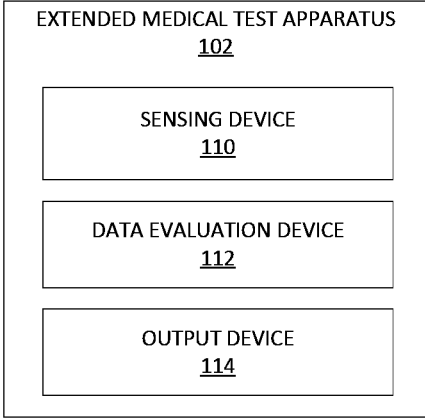 EXTENDED MEDICAL TEST APPARATUS
102
SENSING DEVICE
110
DATA EVALUATION DEVICE
112
OUTPUT DEVICE
114